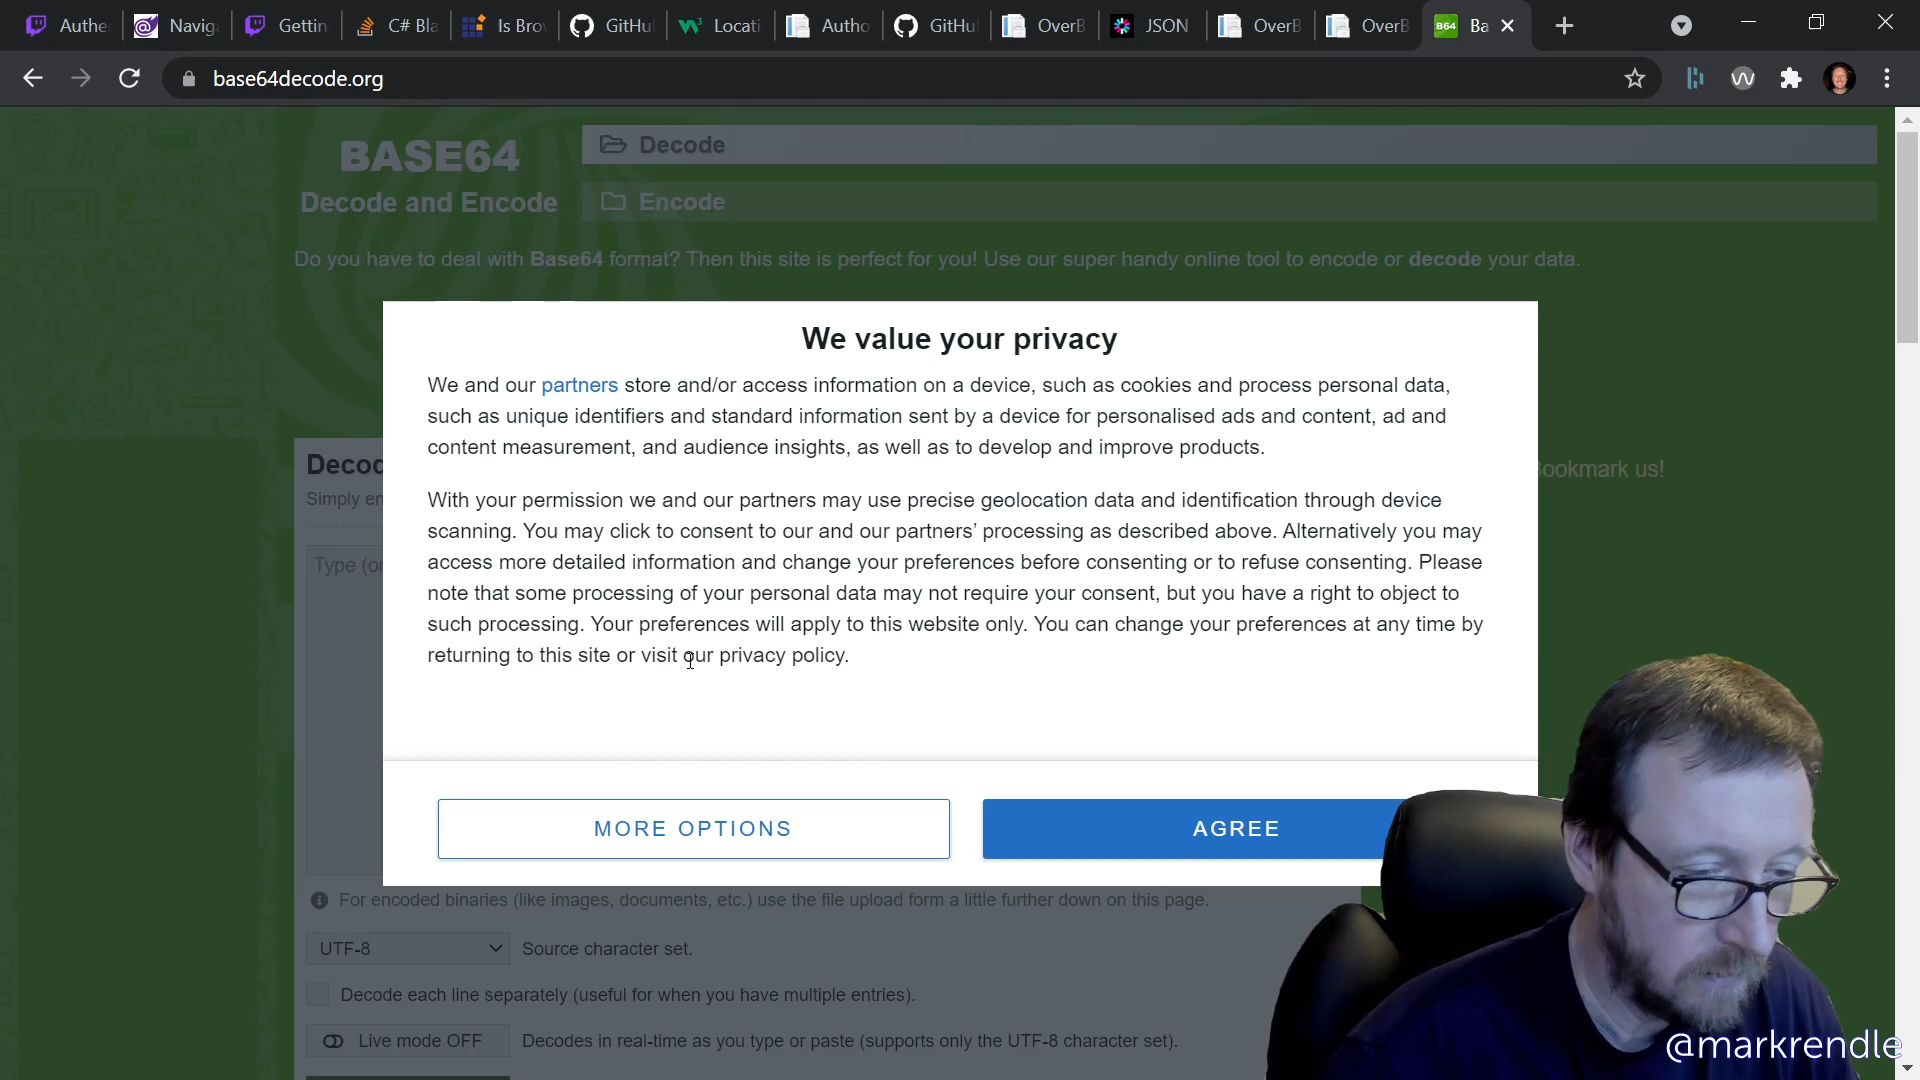 Authe
Navig
Gettin
C# Bla
Is Brov
GitHu
Locati
Autho
GitHu
OverB
JSON
OverB
OverB
B64 Ba
base64decode.org
BASE64
Decode and Encode
Decode
Encode
Do you have to deal with Base64 format? Then this site is perfect for you! Use our super handy online tool to encode or decode your data.
We value your privacy
We and our partners store and/or access information on a device, such as cookies and process personal data,
such as unique identifiers and standard information sent by a device for personalised ads and content, ad and
content measurement, and audience insights, as well as to develop and improve products.
With your permission we and our partners may use precise geolocation data and identification through device
scanning. You may click to consent to our and our partners’ processing as described above. Alternatively you may
access more detailed information and change your preferences before consenting or to refuse consenting. Please
note that some processing of your personal data may not require your consent, but you have a right to object to
such processing. Your preferences will apply to this website only. You can change your preferences at any time by
returning to this site or visit our privacy policy.
MORE OPTIONS
AGREE
Bookmark us!
Decod
Simply en
Type (or
For encoded binaries (like images, documents, etc.) use the file upload form a little further down on this page.
UTF-8 Source character set.
Decode each line separately (useful for when you have multiple entries).
Live mode OFF Decodes in real-time as you type or paste (supports only the UTF-8 character set).
@markrendle